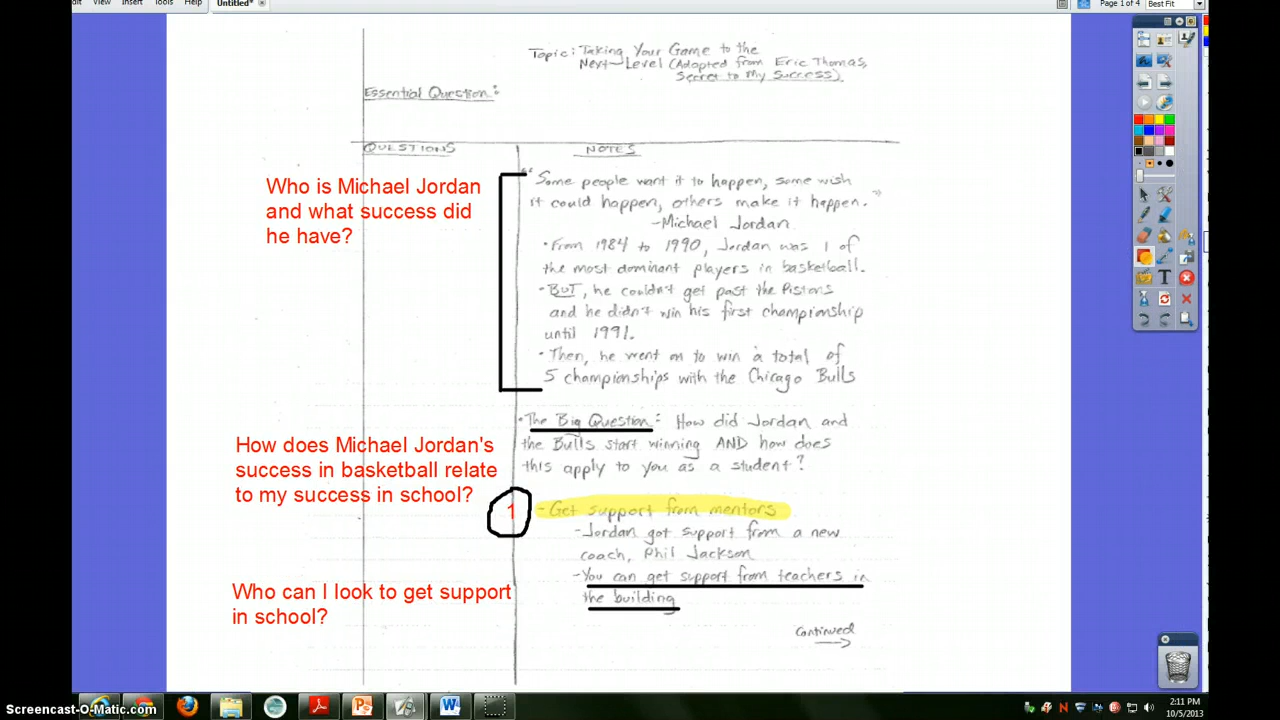 View Insert Tools Help
Untitled*
Page 1 of 4
Best Fit
Topic: Taking Your Game to the
Next-Level (Adapted from Eric Thomas,
Secret to My Success)
Essential Question:
QUESTIONS
NOTES
Who is Michael Jordan
and what success did
he have?
"Some people want it to happen, some wish
it could happen, others make it happen."
-Michael Jordan
•From 1984 to 1990, Jordan was 1 of
the most dominant players in basketball.
•BUT, he couldn't get past the Pistons
and he didn't win his first championship
until 1991.
•Then, he went on to win a total of
5 championships with the Chicago Bulls
•The Big Question: How did Jordan and
the Bulls start winning AND how does
this apply to you as a student?
How does Michael Jordan's
success in basketball relate
to my success in school?
1
-Get support from mentors
-Jordan got support from a new
coach, Phil Jackson
-You can get support from teachers in
the building
Who can I look to get support
in school?
Continued
Screencast-O-Matic.com
2:11 PM
10/5/2013